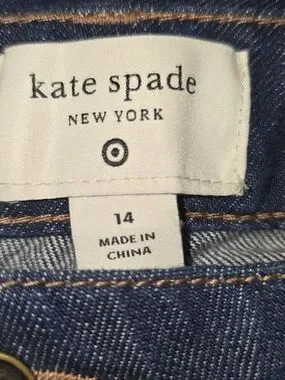 kate spade
NEW YORK
14
MADE IN
CHINA